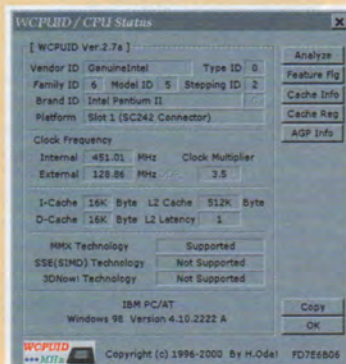 WCPUID / CPU Status
[ WCPUID Ver.2.7a ]
Vendor ID GenuineIntel Type ID 0
Family ID 6 Model ID 5 Stepping ID 2
Brand ID Intel Pentium II
Platform Slot 1 (SC242 Connector)
Clock Frequency
Internal 451.01 MHz Clock Multiplier
External 128.86 MHz 3.5
I-Cache 16K Byte L2 Cache 512K Byte
D-Cache 16K Byte L2 Latency 1
MMX Technology Supported
SSE(SIMD) Technology Not Supported
3DNow! Technology Not Supported
IBM PC/AT
Windows 98 Version 4.10.2222 A
WCPUID
Copyright (c) 1996-2000 By H.Oda! FD7E6B06
Analyze
Feature Flg
Cache Info
Cache Reg
AGP Info
Copy
OK